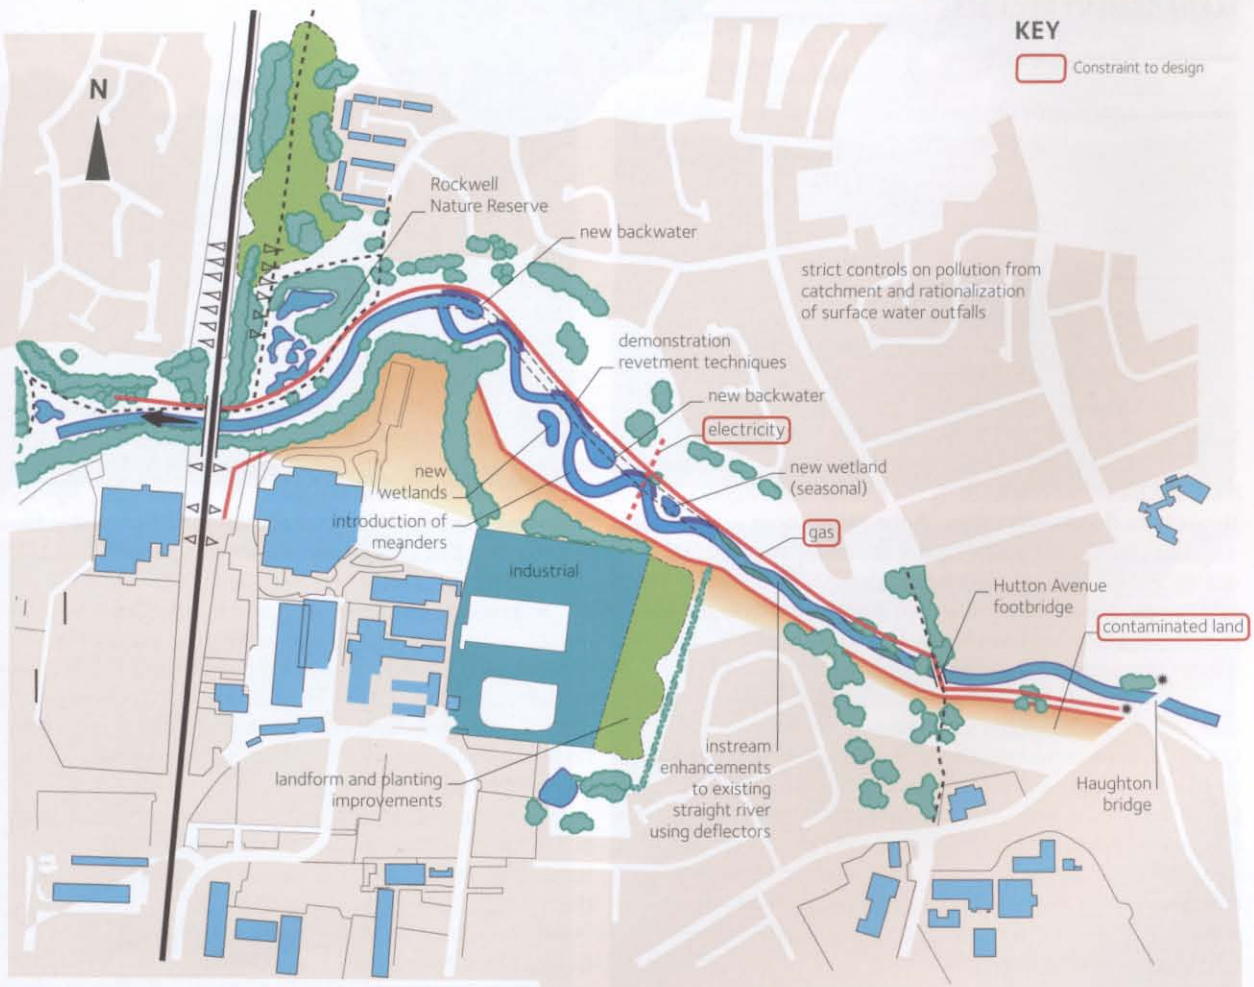 KEY
Constraint to design
N
Rockwell
Nature Reserve
new backwater
strict controls on pollution from
catchment and rationalization
of surface water outfalls
demonstration
revetment techniques
new backwater
electricity
new wetland
(seasonal)
new
wetlands
introduction of
meanders
gas
industrial
Hutton Avenue
footbridge
contaminated land
instream
enhancements
to existing
straight river
using deflectors
landform and planting
improvements
Haughton
bridge